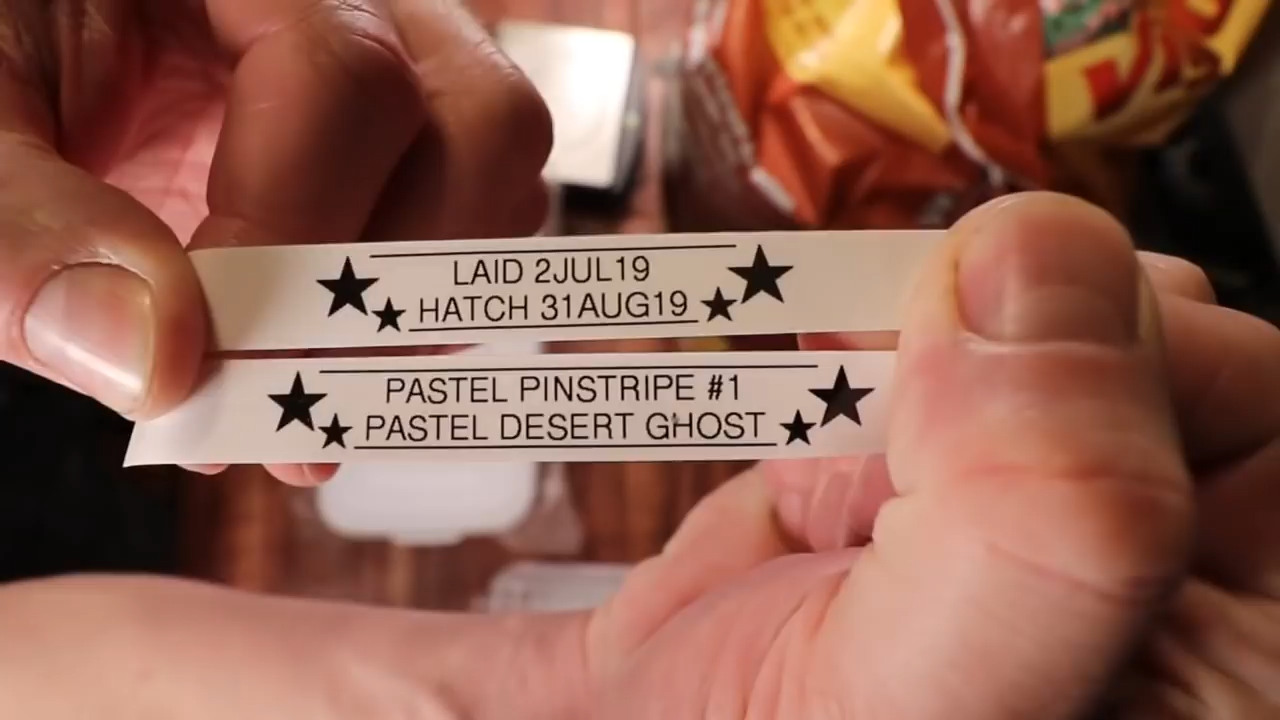 LAID 2JUL19
HATCH 31AUG19
PASTEL PINSTRIPE #1
PASTEL DESERT GHOST